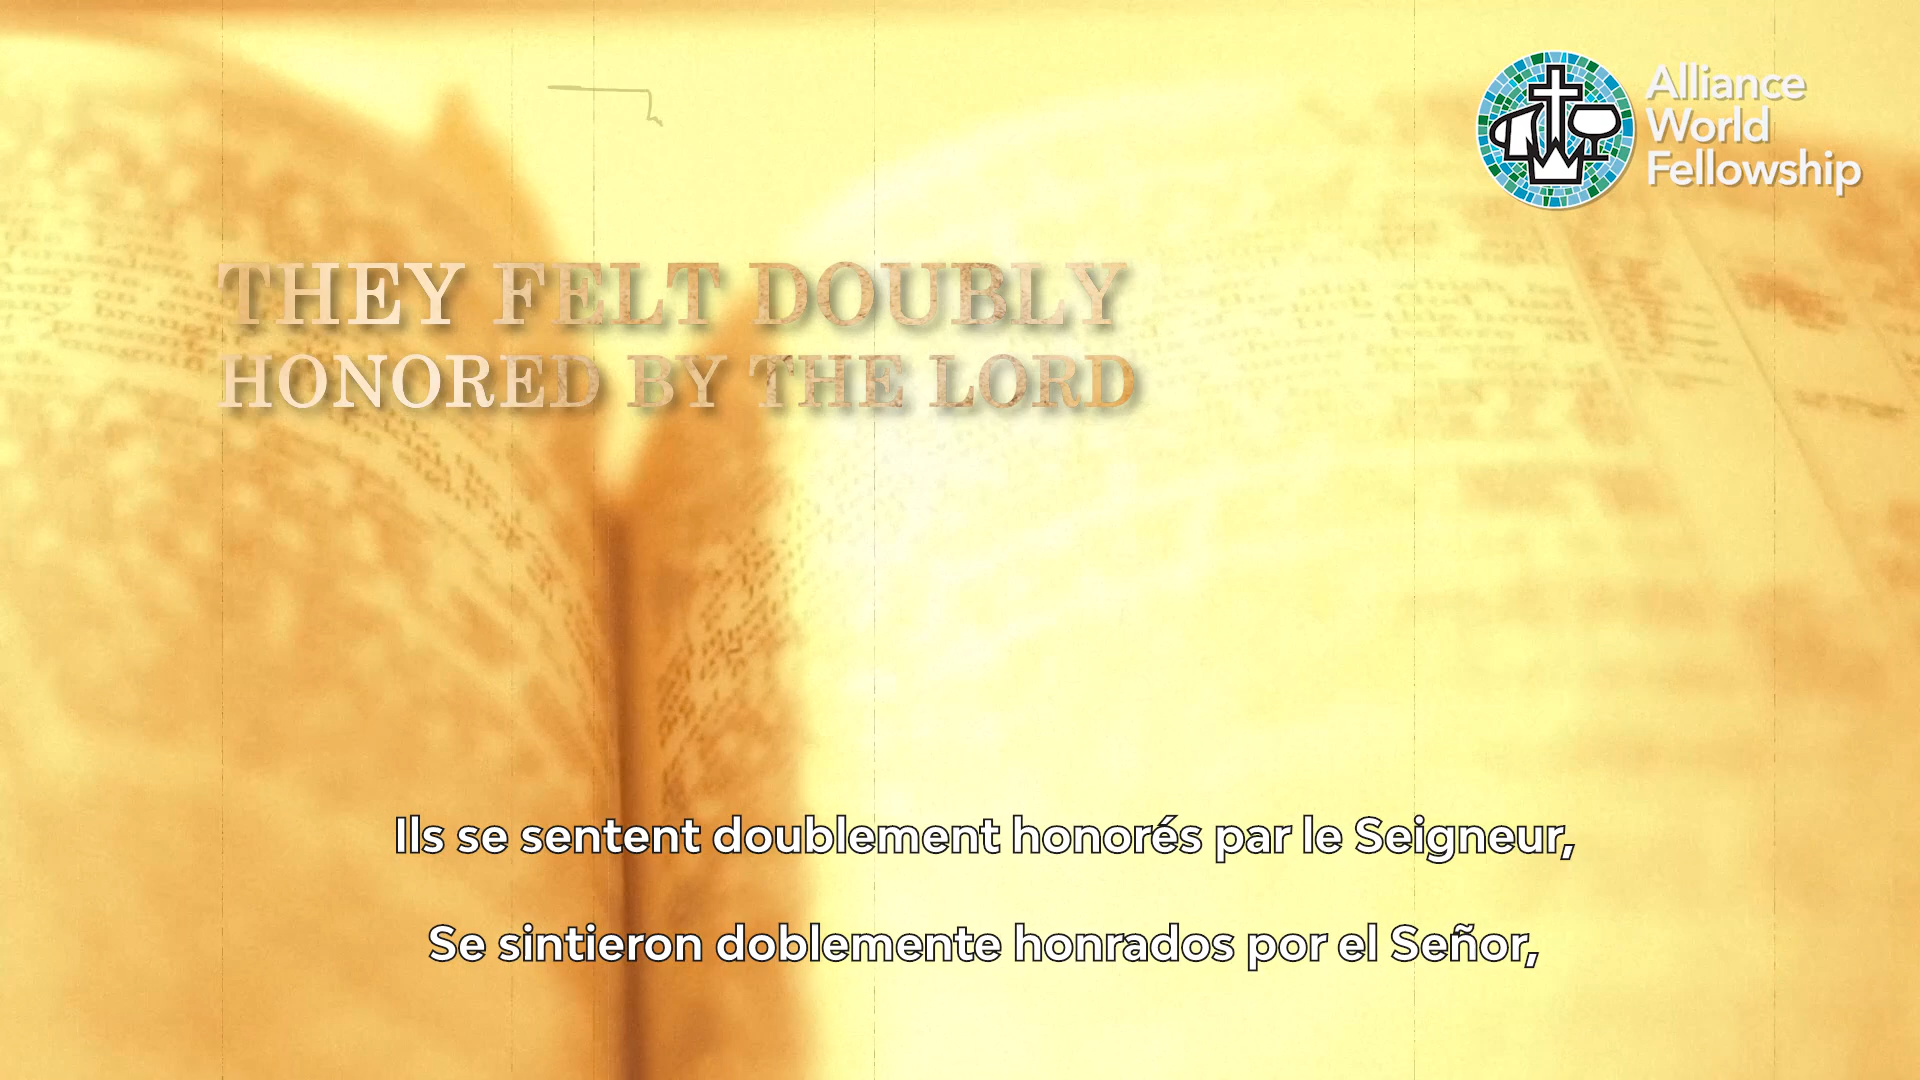 Alliance
World
Fellowship
THEY FELT DOUBLY
HONORED BY THE LORD
Ils se sentent doublement honorés par le Seigneur,
Se sintieron doblemente honrados por el Señor,